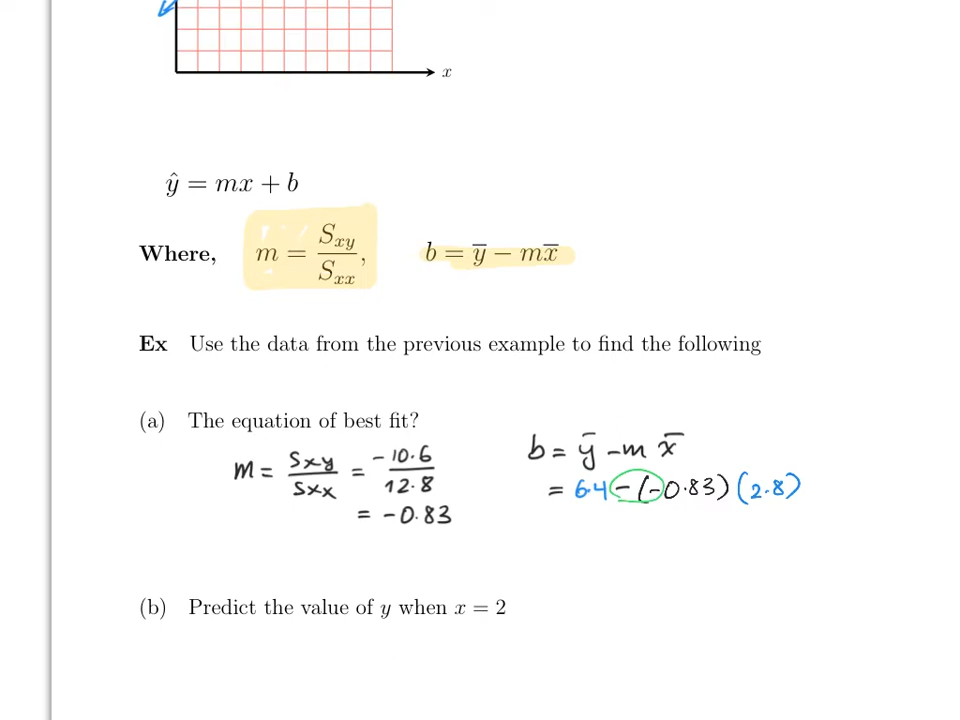 x
ŷ = mx + b
Where, m = Sxy / Sxx, b = y̅ − mx̅
Ex Use the data from the previous example to find the following
(a) The equation of best fit?
m = Sxy / Sxx = -10.6 / 12.8
= -0.83
b = y̅ - m x̅
= 6.4 - (-0.83)(2.8)
(b) Predict the value of y when x = 2